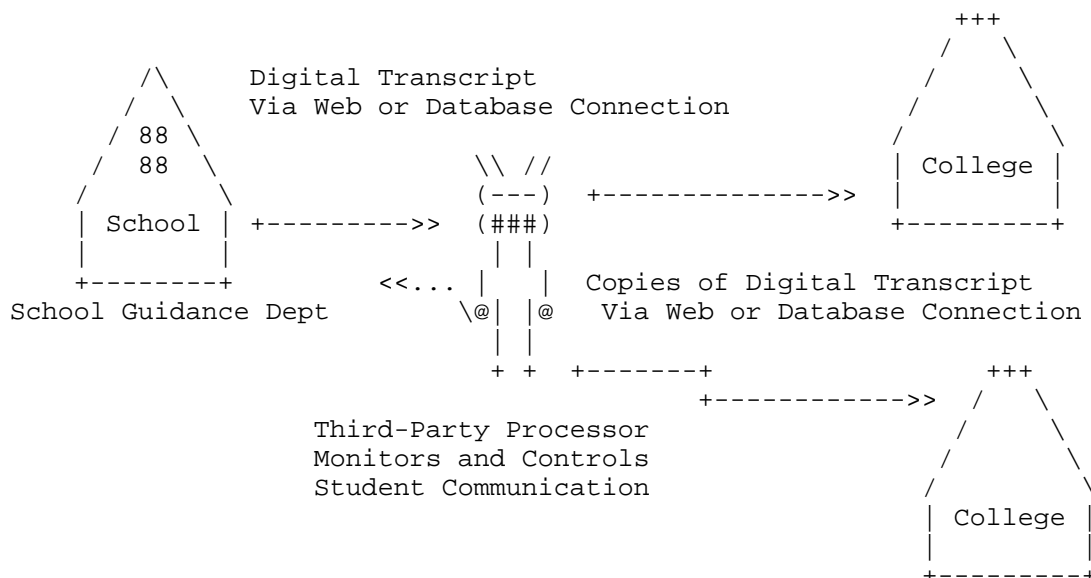 Digital Transcript
Via Web or Database Connection
88
88
School
School Guidance Dept
College
Copies of Digital Transcript
Via Web or Database Connection
Third-Party Processor
Monitors and Controls
Student Communication
College